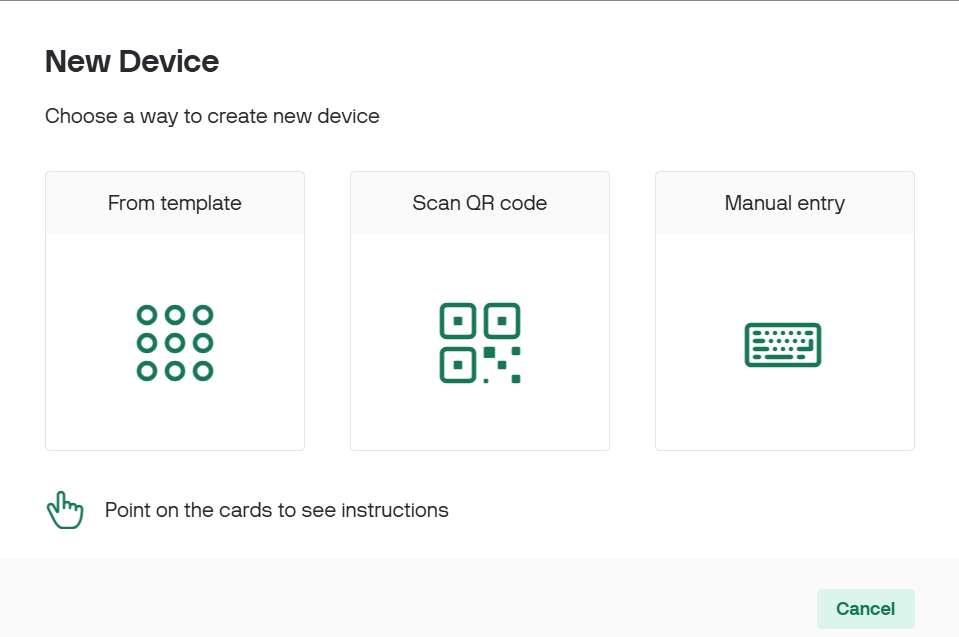 New Device
Choose a way to create new device
From template
Scan QR code
Manual entry
Point on the cards to see instructions
Cancel